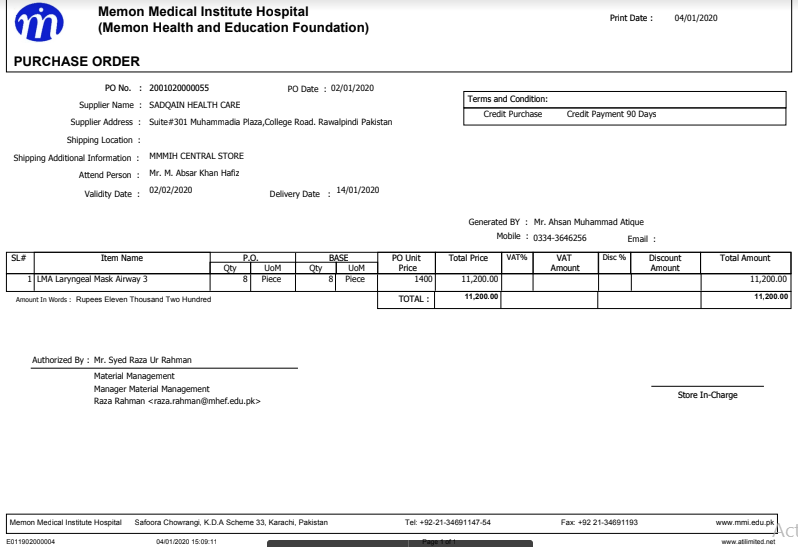 mi
Memon Medical Institute Hospital
(Memon Health and Education Foundation)
Print Date : 04/01/2020
PURCHASE ORDER
PO No. : 2001020000055 PO Date : 02/01/2020
Supplier Name : SADQAIN HEALTH CARE
Terms and Condition:
Credit Purchase Credit Payment 90 Days
Supplier Address : Suite#301 Muhammadia Plaza,College Road. Rawalpindi Pakistan
Shipping Location :
Shipping Additional Information : MMMIH CENTRAL STORE
Attend Person : Mr. M. Absar Khan Hafiz
Validity Date : 02/02/2020 Delivery Date : 14/01/2020
Generated BY : Mr. Ahsan Muhammad Atique
Mobile : 0334-3646256 Email :
SL# Item Name P.O. BASE PO Unit Price Total Price VAT% VAT Amount Disc % Discount Amount Total Amount
Qty UoM Qty UoM
1 LMA Laryngeal Mask Airway 3 8 Piece 8 Piece 1400 11,200.00 11,200.00
Amount In Words : Rupees Eleven Thousand Two Hundred TOTAL : 11,200.00 11,200.00
Authorized By : Mr. Syed Raza Ur Rahman
Material Management
Manager Material Management
Raza Rahman <raza.rahman@mhef.edu.pk>
Store In-Charge
Memon Medical Institute Hospital Safoora Chowrangi, K.D.A Scheme 33, Karachi, Pakistan Tel: +92-21-34691147-54 Fax: +92 21-34691193 www.mmi.edu.pk
Act
E011902000004 04/01/2020 15:09:11 Page 1 of 1 www.atilimited.net